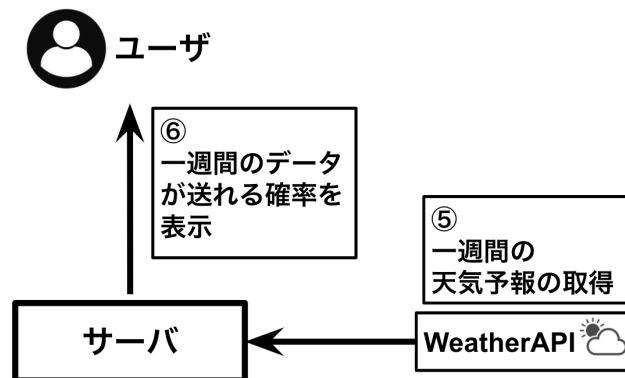 ユーザ
⑥
一週間のデータ
が送れる確率を
表示
⑤
一週間の
天気予報の取得
サーバ
WeatherAPI